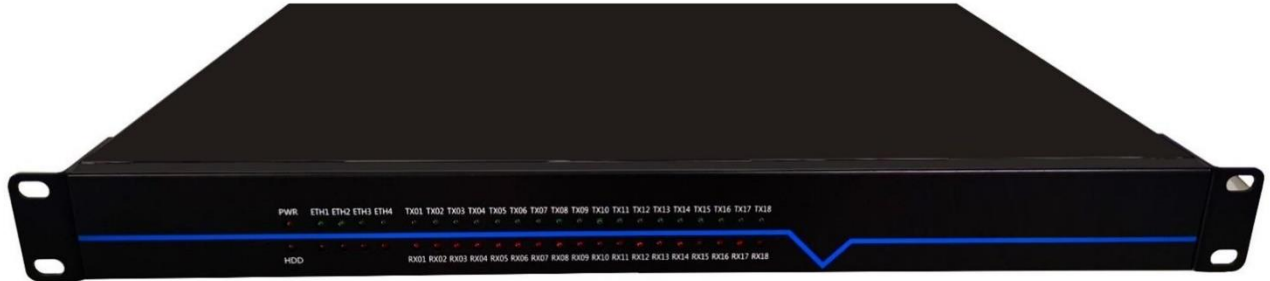 PWR ETH1 ETH2 ETH3 ETH4 TX01 TX02 TX03 TX04 TX05 TX06 TX07 TX08 TX09 TX10 TX11 TX12 TX13 TX14 TX15 TX16 TX17 TX18
HDD RX01 RX02 RX03 RX04 RX05 RX06 RX07 RX08 RX09 RX10 RX11 RX12 RX13 RX14 RX15 RX16 RX17 RX18